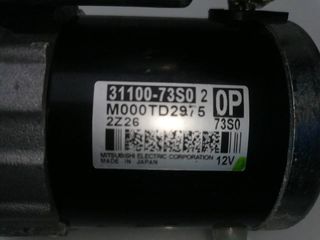 31100-73S0 2 0P
M000TD2975
2Z26 73S0
MITSUBISHI ELECTRIC CORPORATION
MADE IN JAPAN 12V